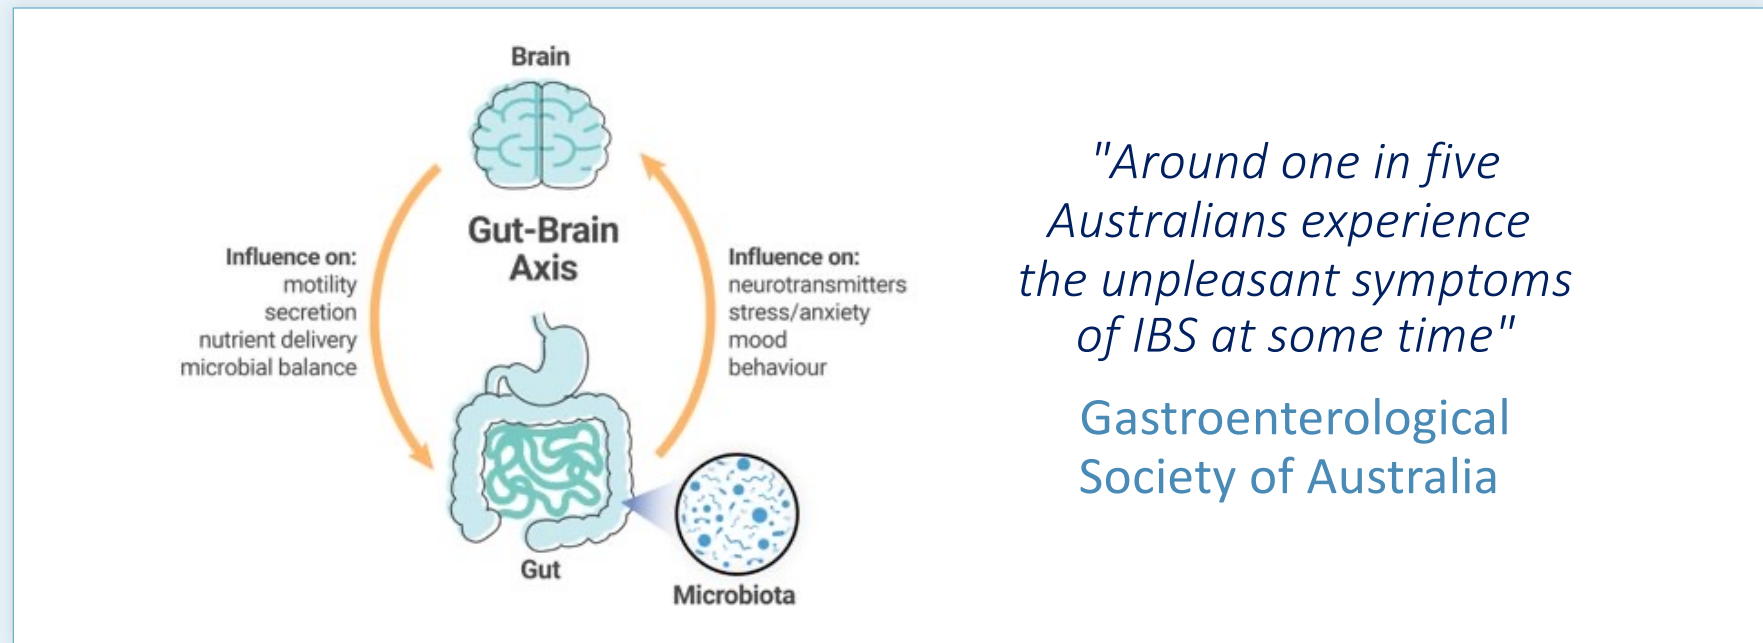 Brain
Gut-Brain
Axis
Influence on:
motility
secretion
nutrient delivery
microbial balance
Influence on:
neurotransmitters
stress/anxiety
mood
behaviour
Gut
Microbiota
"Around one in five
Australians experience
the unpleasant symptoms
of IBS at some time"
Gastroenterological
Society of Australia